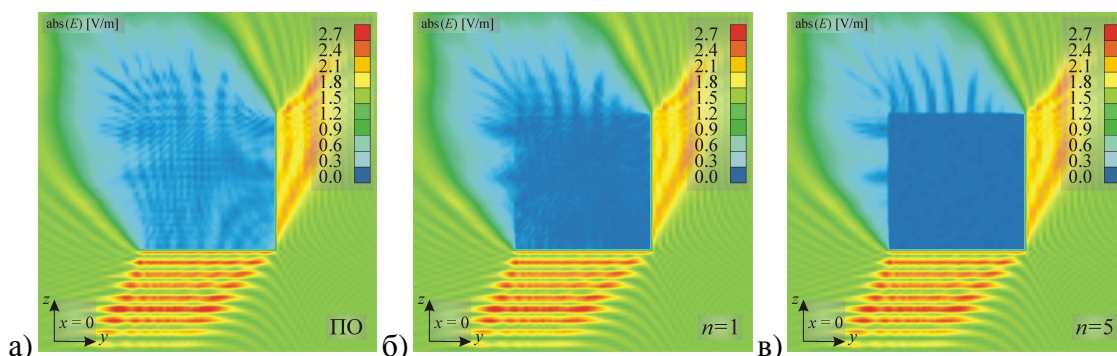 abs(E) [V/m]
2.7
2.4
2.1
1.8
1.5
1.2
0.9
0.6
0.3
0.0
z
x = 0
y
ПО
а)
abs(E) [V/m]
2.7
2.4
2.1
1.8
1.5
1.2
0.9
0.6
0.3
0.0
z
x = 0
y
n=1
б)
abs(E) [V/m]
2.7
2.4
2.1
1.8
1.5
1.2
0.9
0.6
0.3
0.0
z
x = 0
y
n=5
в)